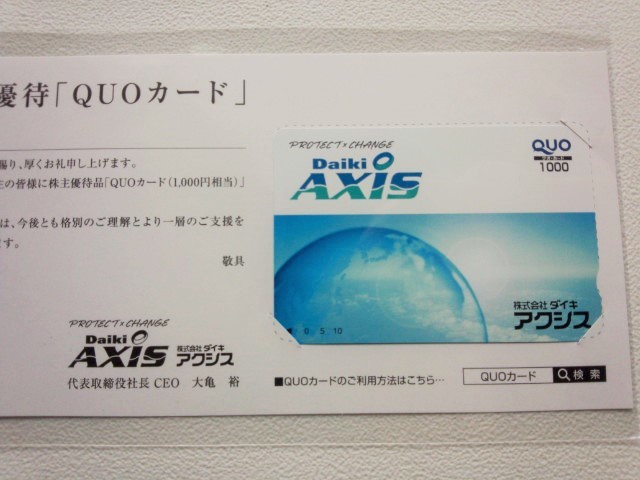 優待「QUOカード」
賜り、厚くお礼申し上げます。
主の皆様に株主優待品「QUOカード(1,000円相当)」
は、今後とも格別のご理解とより一層のご支援を
ます。
敬具
PROTECT×CHANGE
Daiki
AXIS
株式会社 ダイキ
アクシス
代表取締役社長 CEO 大亀 裕
PROTECT×CHANGE
Daiki
AXIS
QUO
1000
株式会社 ダイキ
アクシス
0 5 10
■QUOカードのご利用方法はこちら…
QUOカード 検索